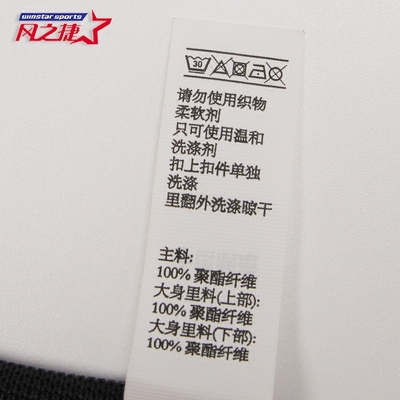 winstar sports
风之捷
30
请勿使用织物
柔软剂
只可使用温和
洗涤剂
扣上扣件单独
洗涤
里翻外洗涤晾干
主料:
100% 聚酯纤维
大身里料(上部):
100% 聚酯纤维
大身里料(下部):
100% 聚酯纤维